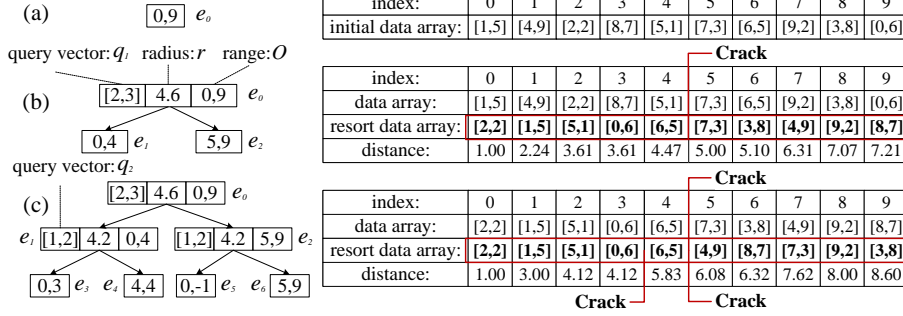 (a) 0,9 e₀
query vector: q₁ radius: r range: O
(b) [2,3] 4.6 0,9 e₀
0,4 e₁ 5,9 e₂
query vector: q₂
(c) [2,3] 4.6 0,9 e₀
e₁ [1,2] 4.2 0,4 [1,2] 4.2 5,9 e₂
0,3 e₃ e₄ 4,4 0,-1 e₅ e₆ 5,9
index: 0 1 2 3 4 5 6 7 8 9
initial data array: [1,5] [4,9] [2,2] [8,7] [5,1] [7,3] [6,5] [9,2] [3,8] [0,6]
Crack
index: 0 1 2 3 4 5 6 7 8 9
data array: [1,5] [4,9] [2,2] [8,7] [5,1] [7,3] [6,5] [9,2] [3,8] [0,6]
resort data array: [2,2] [1,5] [5,1] [0,6] [6,5] [7,3] [3,8] [4,9] [9,2] [8,7]
distance: 1.00 2.24 3.61 3.61 4.47 5.00 5.10 6.31 7.07 7.21
Crack
index: 0 1 2 3 4 5 6 7 8 9
data array: [2,2] [1,5] [5,1] [0,6] [6,5] [7,3] [3,8] [4,9] [9,2] [8,7]
resort data array: [2,2] [1,5] [5,1] [0,6] [6,5] [4,9] [8,7] [7,3] [9,2] [3,8]
distance: 1.00 3.00 4.12 4.12 5.83 6.08 6.32 7.62 8.00 8.60
Crack Crack